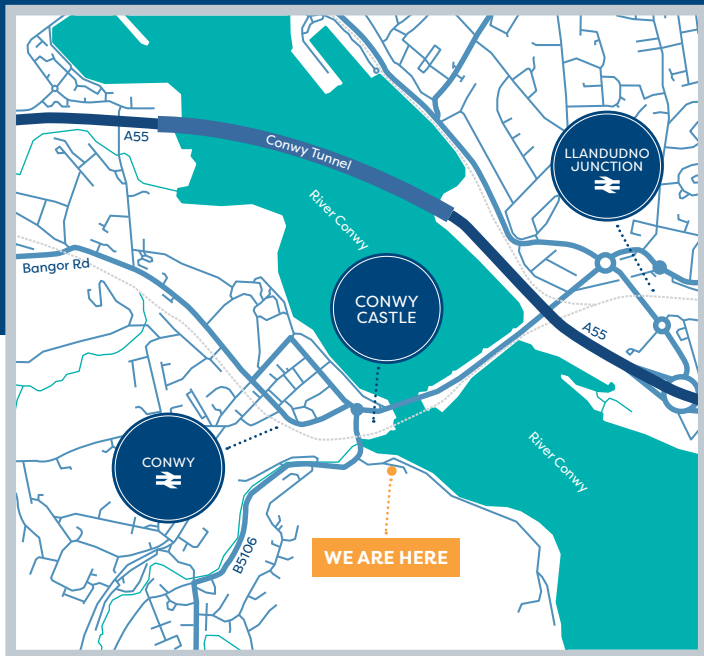 A55
Conwy Tunnel
LLANDUDNO
JUNCTION
River Conwy
Bangor Rd
CONWY
CASTLE
A55
CONWY
River Conwy
B5106
WE ARE HERE